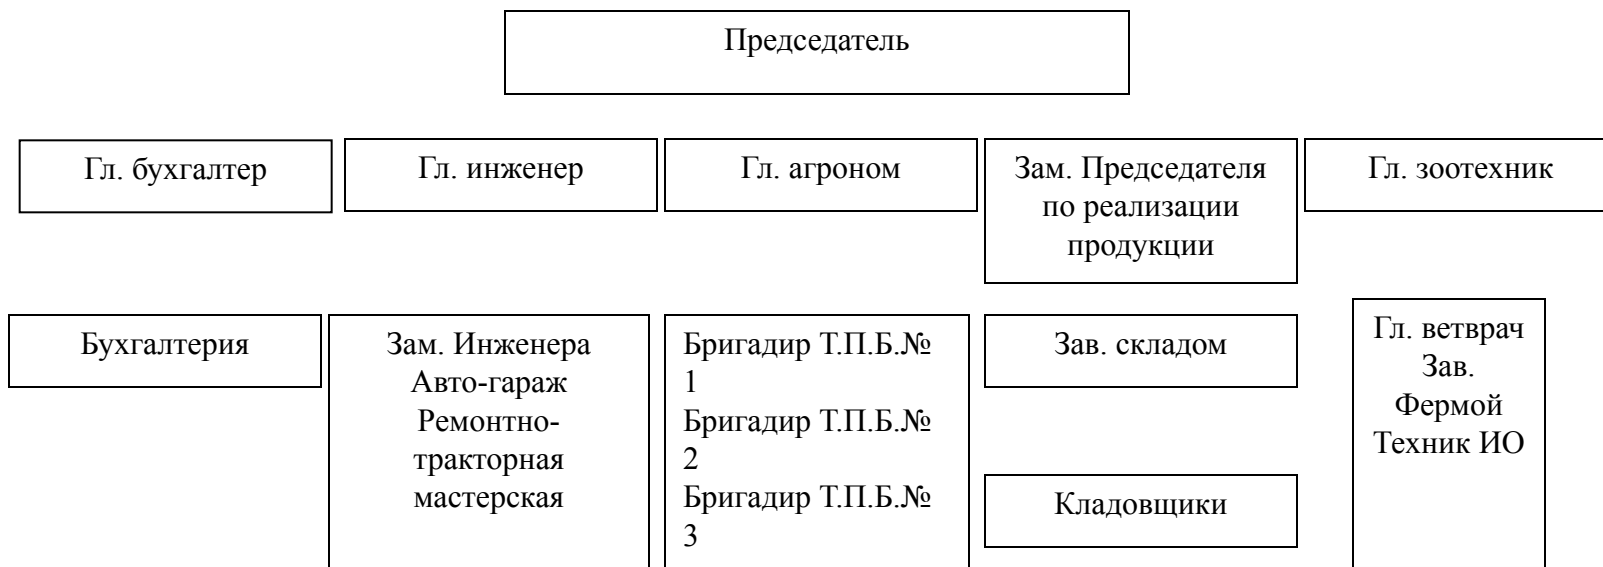 Председатель
Гл. бухгалтер
Гл. инженер
Гл. агроном
Зам. Председателя
по реализации
продукции
Гл. зоотехник
Бухгалтерия
Зам. Инженера
Авто-гараж
Ремонтно-
тракторная
мастерская
Бригадир Т.П.Б.№
1
Бригадир Т.П.Б.№
2
Бригадир Т.П.Б.№
3
Зав. складом
Кладовщики
Гл. ветврач
Зав.
Фермой
Техник ИО